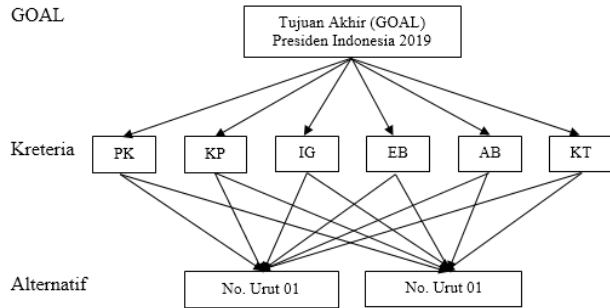 GOAL
Tujuan Akhir (GOAL)
Presiden Indonesia 2019
Kreteria
PK
KP
IG
EB
AB
KT
Alternatif
No. Urut 01
No. Urut 01